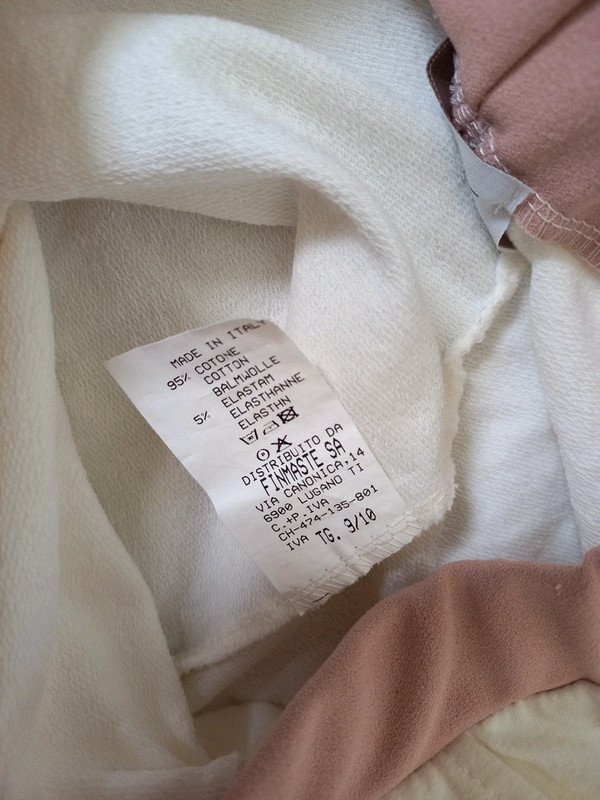 MADE IN ITALY
95% COTONE
COTTON
BALMWOLLE
ELASTAM
5% ELASTHANNE
ELASTHN
DISTRIBUITO DA
FINMASTE SA
VIA CANONICA,14
6900 LUGANO TI
C.+P.IVA
CH-474-135-801
IVA TG. 9/10